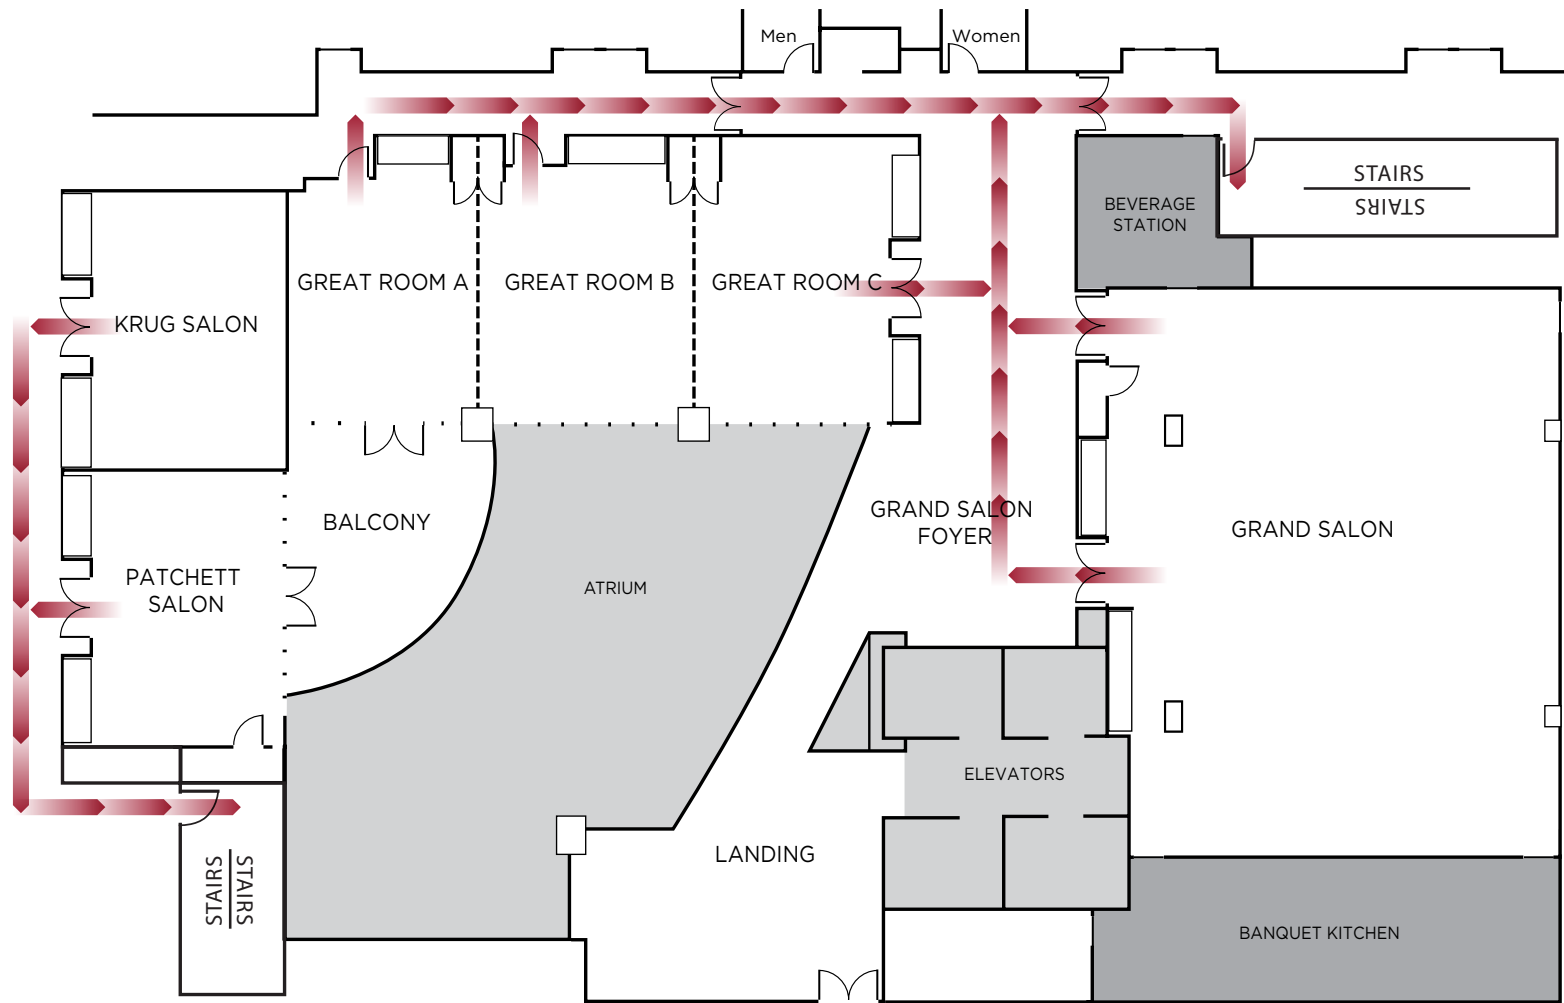 Men
Women
STAIRS
STAIRS
BEVERAGE
STATION
GREAT ROOM A
GREAT ROOM B
GREAT ROOM C
KRUG SALON
BALCONY
GRAND SALON
FOYER
GRAND SALON
PATCHETT
SALON
ATRIUM
ELEVATORS
LANDING
STAIRS
STAIRS
BANQUET KITCHEN